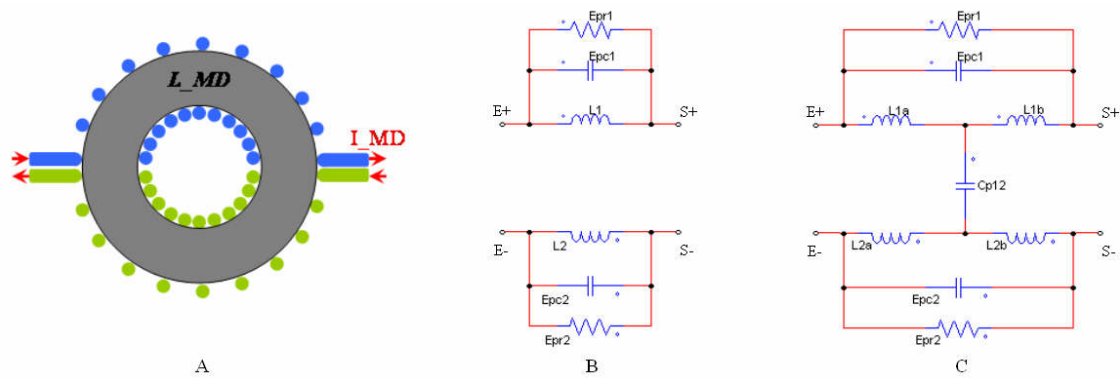 L_MD
I_MD
A
Epr1
Epc1
L1
E+
S+
L2
E-
S-
Epc2
Epr2
B
Epr1
Epc1
L1a
L1b
E+
S+
Cp12
L2a
L2b
E-
S-
Epc2
Epr2
C